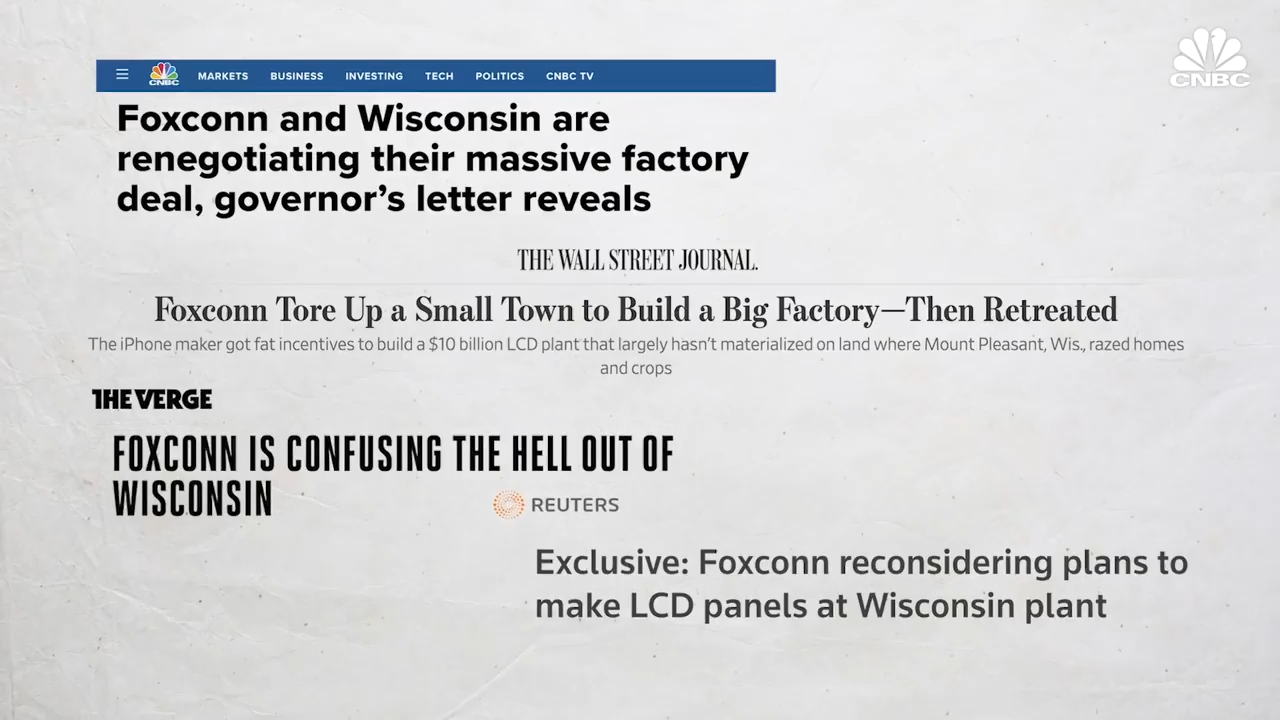 CNBC
CNBC MARKETS BUSINESS INVESTING TECH POLITICS CNBC TV
Foxconn and Wisconsin are
renegotiating their massive factory
deal, governor’s letter reveals
THE WALL STREET JOURNAL.
Foxconn Tore Up a Small Town to Build a Big Factory—Then Retreated
The iPhone maker got fat incentives to build a $10 billion LCD plant that largely hasn’t materialized on land where Mount Pleasant, Wis., razed homes
and crops
THE VERGE
FOXCONN IS CONFUSING THE HELL OUT OF
WISCONSIN
REUTERS
Exclusive: Foxconn reconsidering plans to
make LCD panels at Wisconsin plant